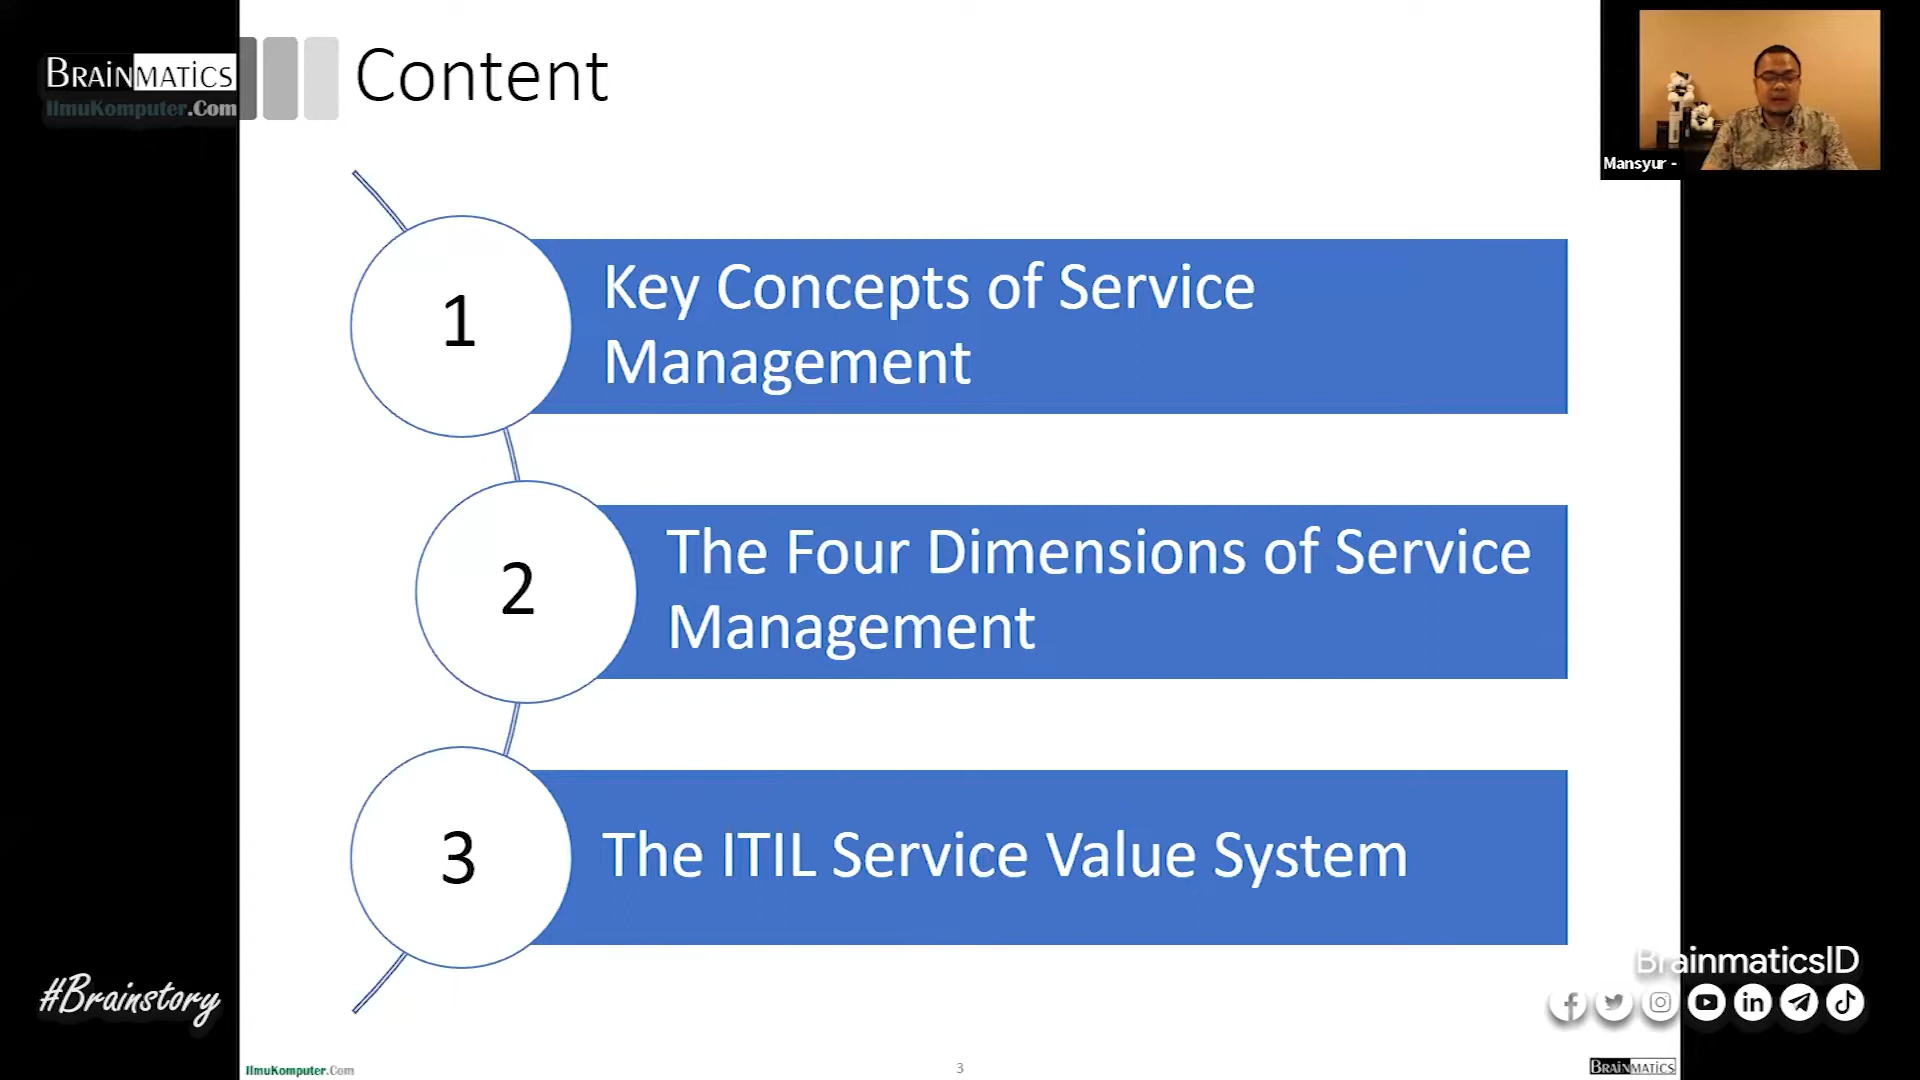 BRAINMATICS
IlmuKomputer.Com
Content
Mansyur -
1
Key Concepts of Service
Management
2
The Four Dimensions of Service
Management
3
The ITIL Service Value System
#Brainstory
BrainmaticsID
IlmuKomputer.Com
3
BRAINMATICS